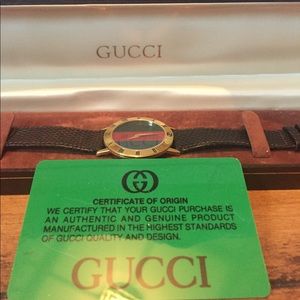 GUCCI
CERTIFICATE OF ORIGIN
WE CERTIFY THAT YOUR GUCCI PURCHASE IS
AN AUTHENTIC AND GENUINE PRODUCT
MANUFACTURED IN THE HIGHEST STANDARDS
OF GUCCI QUALITY AND DESIGN.
GUCCI